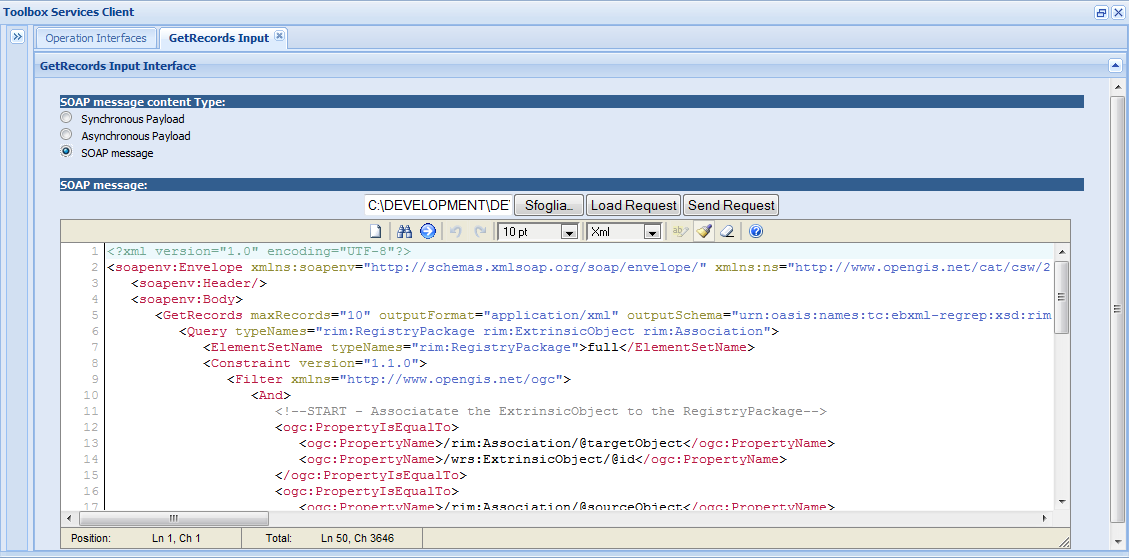 Toolbox Services Client
Operation Interfaces GetRecords Input
GetRecords Input Interface
SOAP message content Type:
Synchronous Payload
Asynchronous Payload
SOAP message
SOAP message:
C:\DEVELOPMENT\DE Sfoglia... Load Request Send Request
10 pt Xml
1 <?xml version="1.0" encoding="UTF-8"?>
2 <soapenv:Envelope xmlns:soapenv="http://schemas.xmlsoap.org/soap/envelope/" xmlns:ns="http://www.opengis.net/cat/csw/2
3 <soapenv:Header/>
4 <soapenv:Body>
5 <GetRecords maxRecords="10" outputFormat="application/xml" outputSchema="urn:oasis:names:tc:ebxml-regrep:xsd:rim
6 <Query typeNames="rim:RegistryPackage rim:ExtrinsicObject rim:Association">
7 <ElementSetName typeNames="rim:RegistryPackage">full</ElementSetName>
8 <Constraint version="1.1.0">
9 <Filter xmlns="http://www.opengis.net/ogc">
10 <And>
11 <!--START - Associatate the ExtrinsicObject to the RegistryPackage-->
12 <ogc:PropertyIsEqualTo>
13 <ogc:PropertyName>/rim:Association/@targetObject</ogc:PropertyName>
14 <ogc:PropertyName>/wrs:ExtrinsicObject/@id</ogc:PropertyName>
15 </ogc:PropertyIsEqualTo>
16 <ogc:PropertyIsEqualTo>
17 <ogc:PropertyName>/rim:Association/@sourceObject</ogc:PropertyName>
Position: Ln 1, Ch 1 Total: Ln 50, Ch 3646